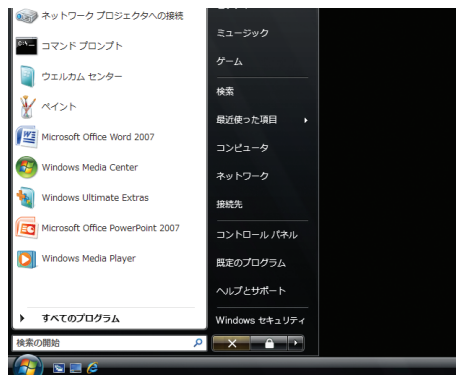 ネットワーク プロジェクタへの接続
コマンド プロンプト
ウェルカム センター
ペイント
Microsoft Office Word 2007
Windows Media Center
Windows Ultimate Extras
Microsoft Office PowerPoint 2007
Windows Media Player
すべてのプログラム
検索の開始
ミュージック
ゲーム
検索
最近使った項目
コンピュータ
ネットワーク
接続先
コントロール パネル
既定のプログラム
ヘルプとサポート
Windows セキュリティ